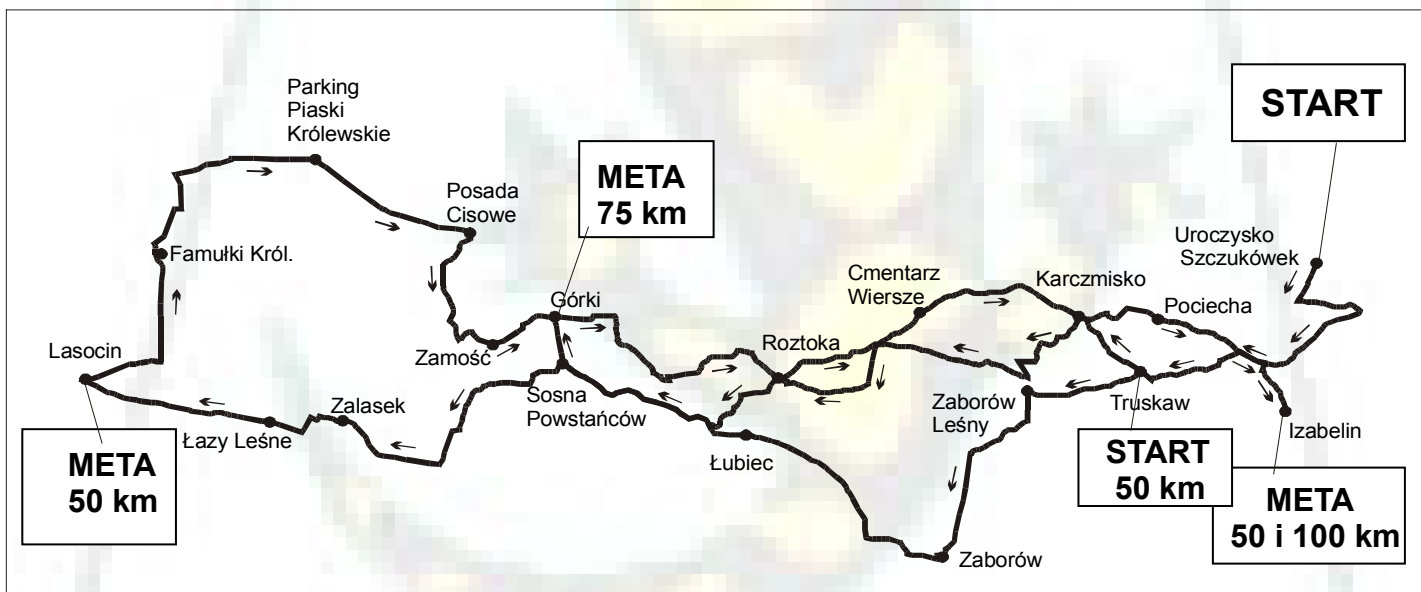 Parking
Piaski
Królewskie
START
Posada
Cisowe
META
75 km
Uroczysko
Szczukówek
Famułki Król.
Cmentarz
Wiersze
Karczmisko
Pociecha
Górki
Lasocin
Zamość
Roztoka
Sosna
Powstańców
Zaborów
Leśny
Truskaw
Zalasek
Łazy Leśne
Izabelin
Łubiec
META
50 km
START
50 km
META
50 i 100 km
Zaborów